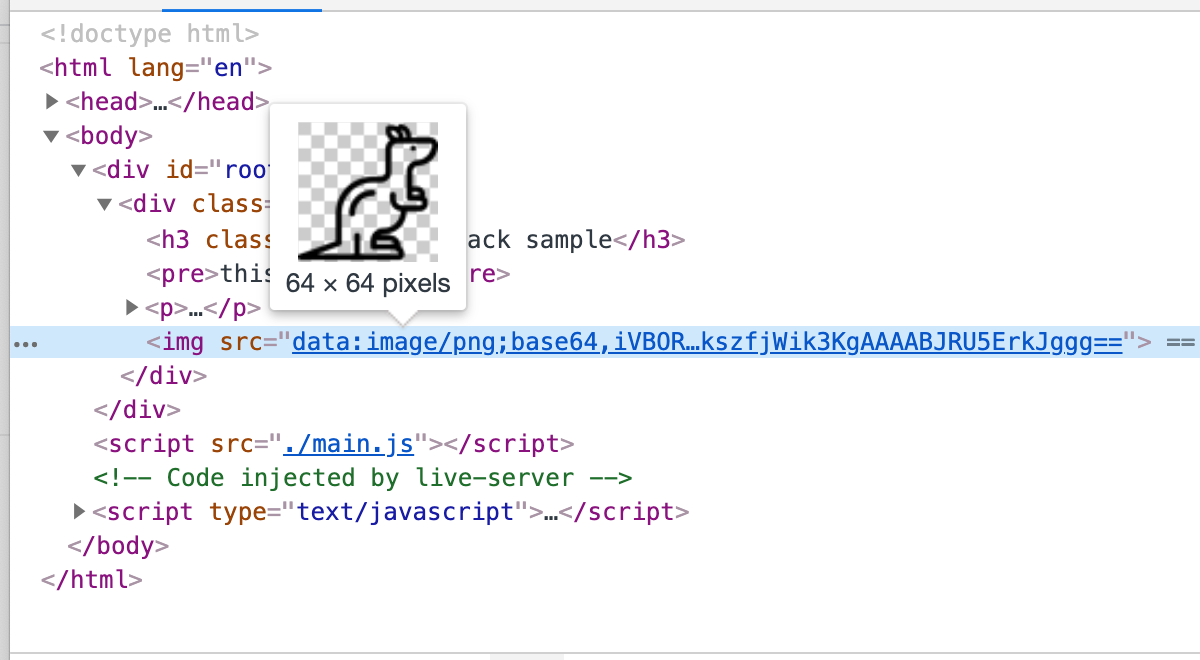 <!doctype html>
<html lang="en">
▶<head>…</head>
▼<body>
▼<div id="root
▼<div class=
<h3 class ack sample</h3>
<pre>this re>
64 × 64 pixels
▶<p>…</p>
… <img src="data:image/png;base64,iVBOR…kszfjWik3KgAAAABJRU5ErkJggg=="> ==
</div>
</div>
<script src="./main.js"></script>
<!-- Code injected by live-server -->
▶<script type="text/javascript">…</script>
</body>
</html>